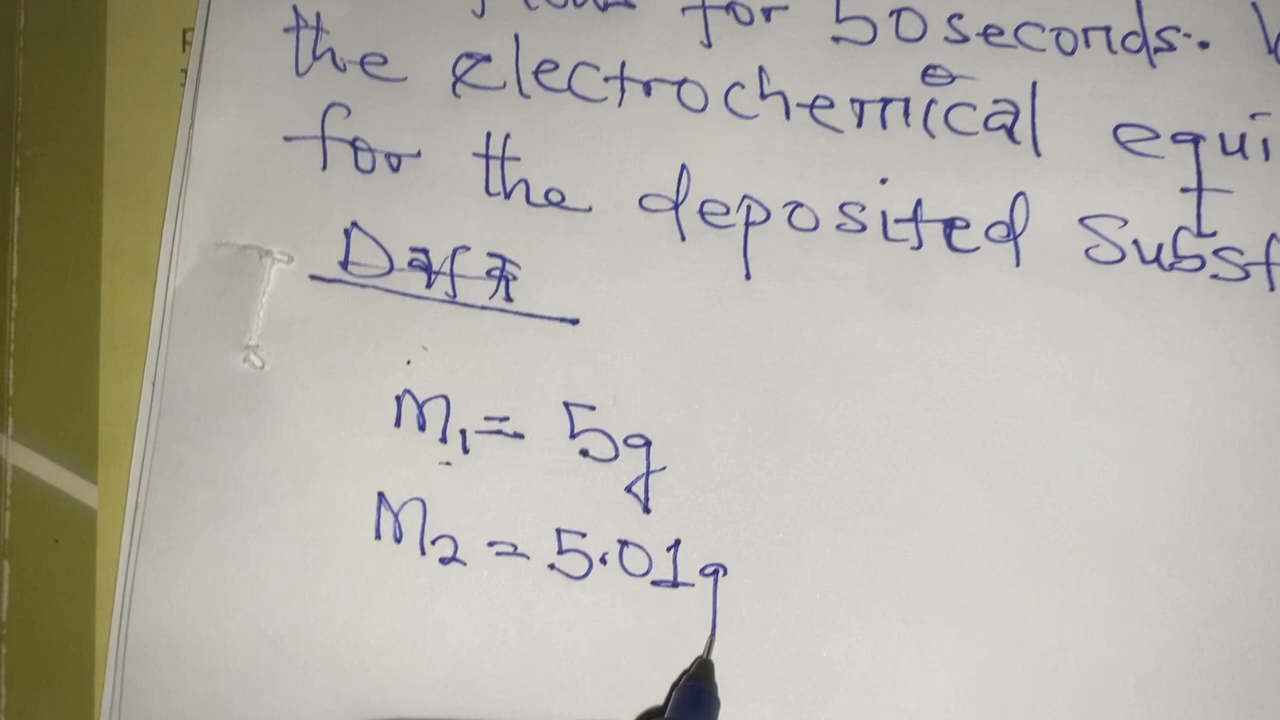 for 50 seconds.
the electrochemical equi
for the deposited Subst
Data
m₁ = 5g
M₂ = 5.01g